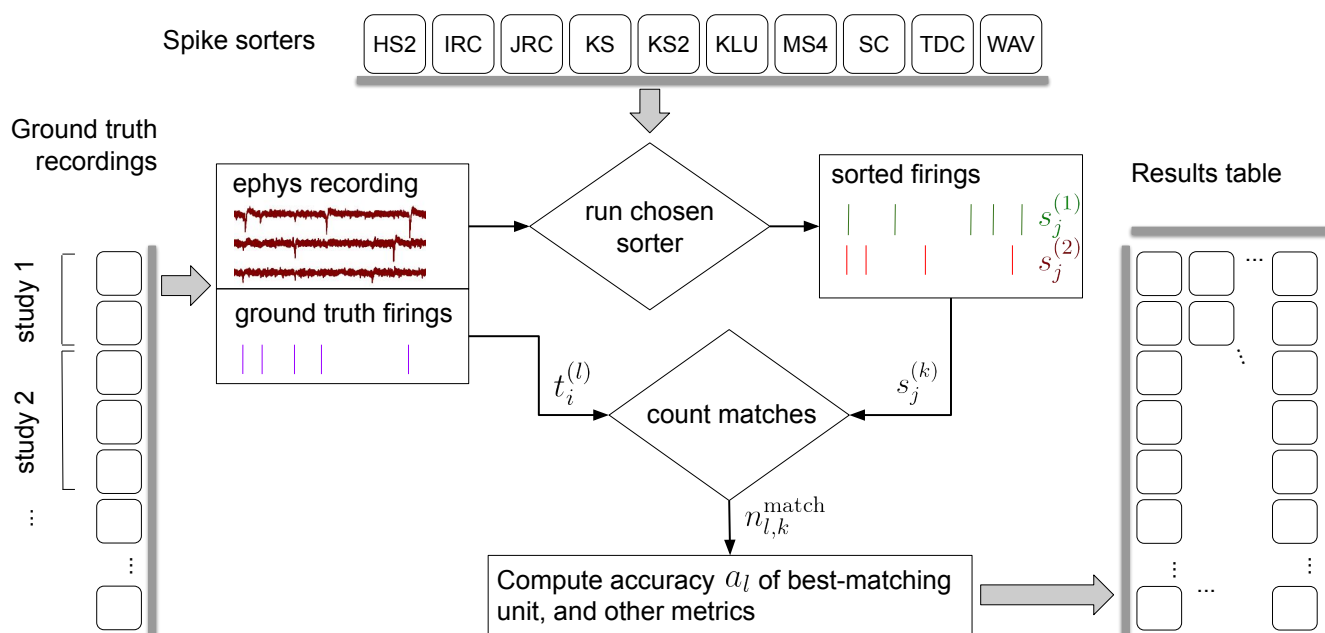 Spike sorters
HS2 IRC JRC KS KS2 KLU MS4 SC TDC WAV
Ground truth
recordings
study 1
study 2
...
...
ephys recording
ground truth firings
run chosen
sorter
sorted firings
s_j^{(1)}
s_j^{(2)}
t_i^{(l)}
s_j^{(k)}
count matches
n_{l,k}^{match}
Compute accuracy a_l of best-matching
unit, and other metrics
Results table
...
...
...
...
...